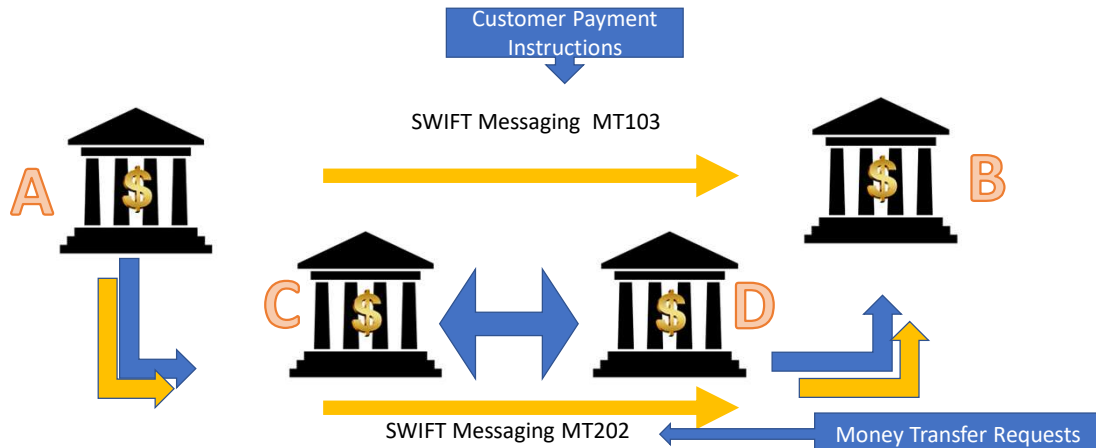 Customer Payment
Instructions
SWIFT Messaging MT103
A
$
$
B
C
$
$
D
SWIFT Messaging MT202
Money Transfer Requests